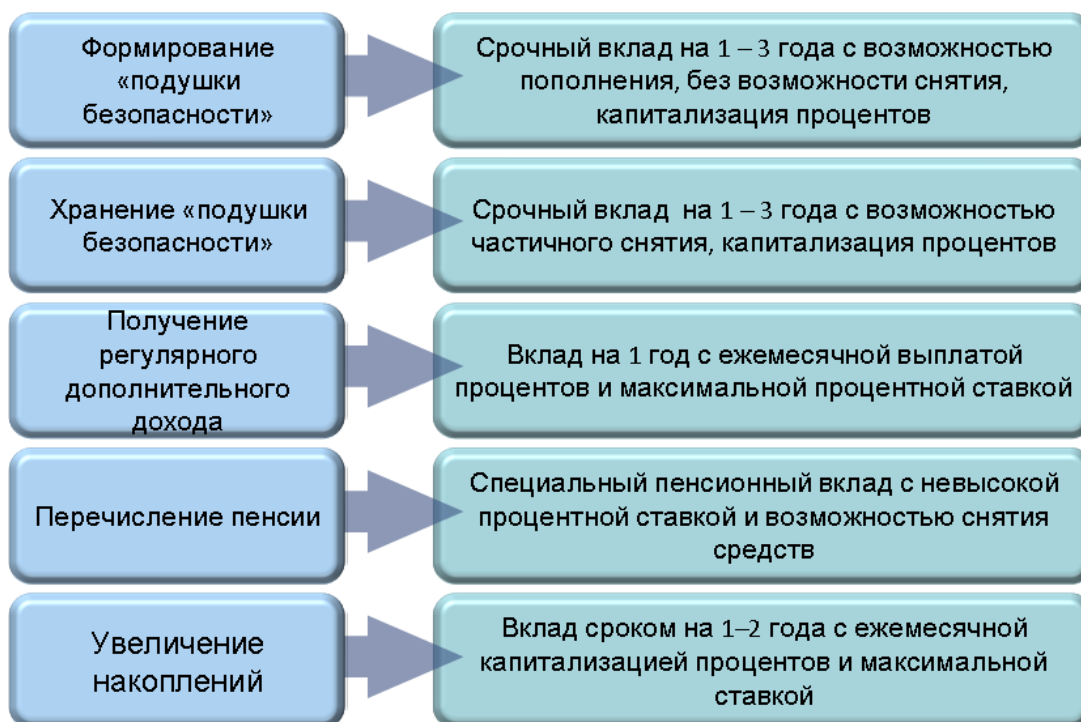 Формирование
«подушки
безопасности»
Срочный вклад на 1 – 3 года с возможностью
пополнения, без возможности снятия,
капитализация процентов
Хранение «подушки
безопасности»
Срочный вклад на 1 – 3 года с возможностью
частичного снятия, капитализация процентов
Получение
регулярного
дополнительного
дохода
Вклад на 1 год с ежемесячной выплатой
процентов и максимальной процентной ставкой
Перечисление пенсии
Специальный пенсионный вклад с невысокой
процентной ставкой и возможностью снятия
средств
Увеличение
накоплений
Вклад сроком на 1–2 года с ежемесячной
капитализацией процентов и максимальной
ставкой